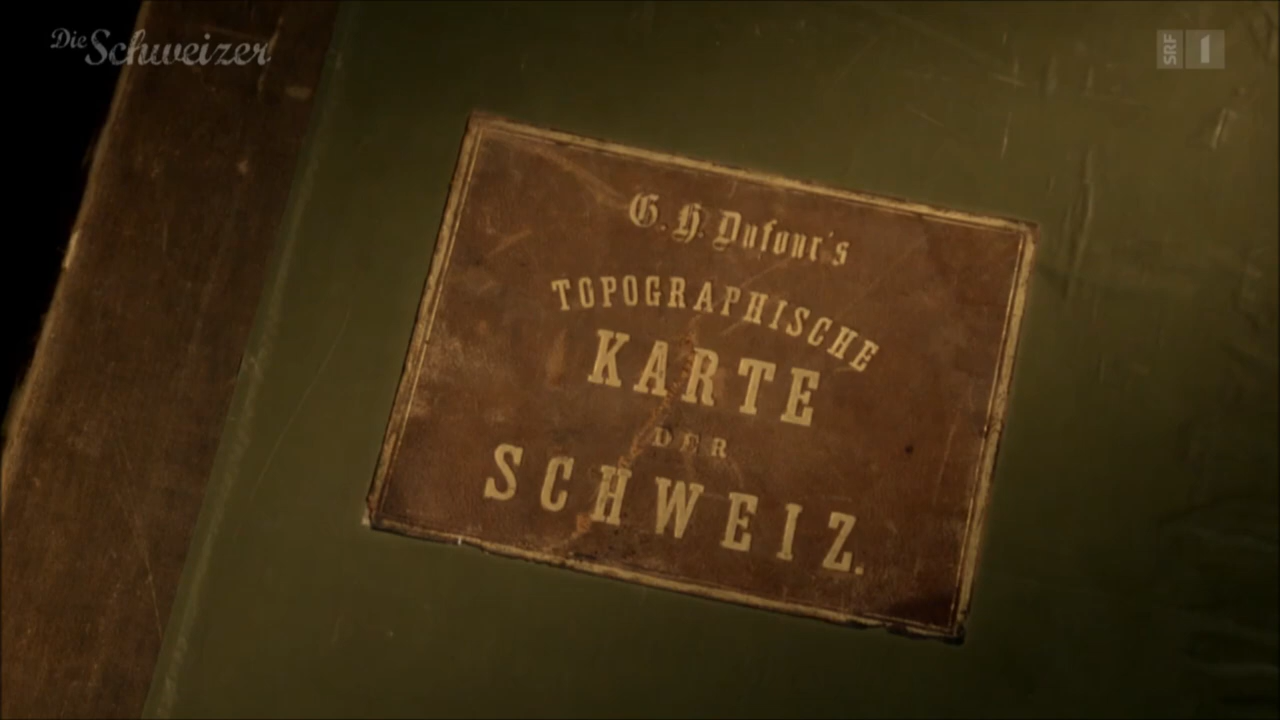 Die Schweizer
SRF 1
G. H. Dufour's
TOPOGRAPHISCHE
KARTE
DER
SCHWEIZ.